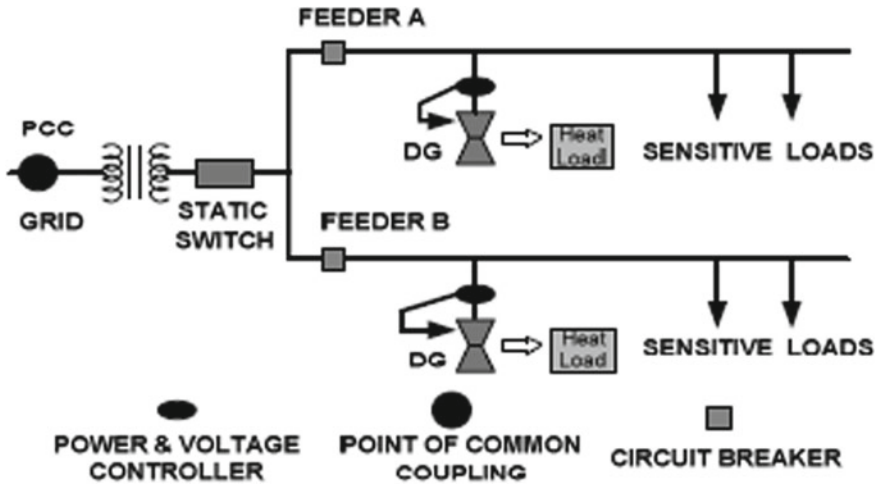 FEEDER A
PCC
DG
Heat
Load
SENSITIVE LOADS
GRID
STATIC
SWITCH
FEEDER B
DG
Heat
Load
SENSITIVE LOADS
POWER & VOLTAGE
CONTROLLER
POINT OF COMMON
COUPLING
CIRCUIT BREAKER